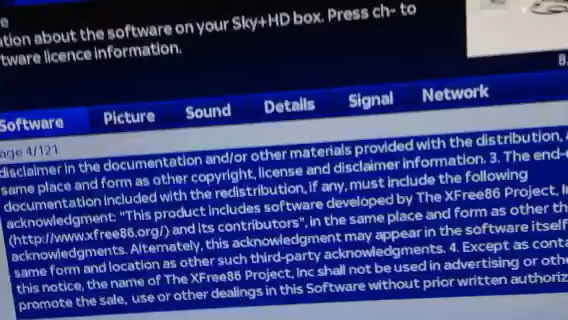 e
ation about the software on your Sky+HD box. Press ch- to
tware licence information.
8.
Software Picture Sound Details Signal Network
age 4/121
disclaimer in the documentation and/or other materials provided with the distribution,
same place and form as other copyright, license and disclaimer information. 3. The end-
documentation included with the redistribution, if any, must include the following
acknowledgment: "This product includes software developed by The XFree86 Project, I
(http://www.xfree86.org/) and its contributors", in the same place and form as other th
acknowledgments. Alternately, this acknowledgment may appear in the software itself
same form and location as other such third-party acknowledgments. 4. Except as conta
this notice, the name of The XFree86 Project, Inc shall not be used in advertising or othe
promote the sale, use or other dealings in this Software without prior written authoriz